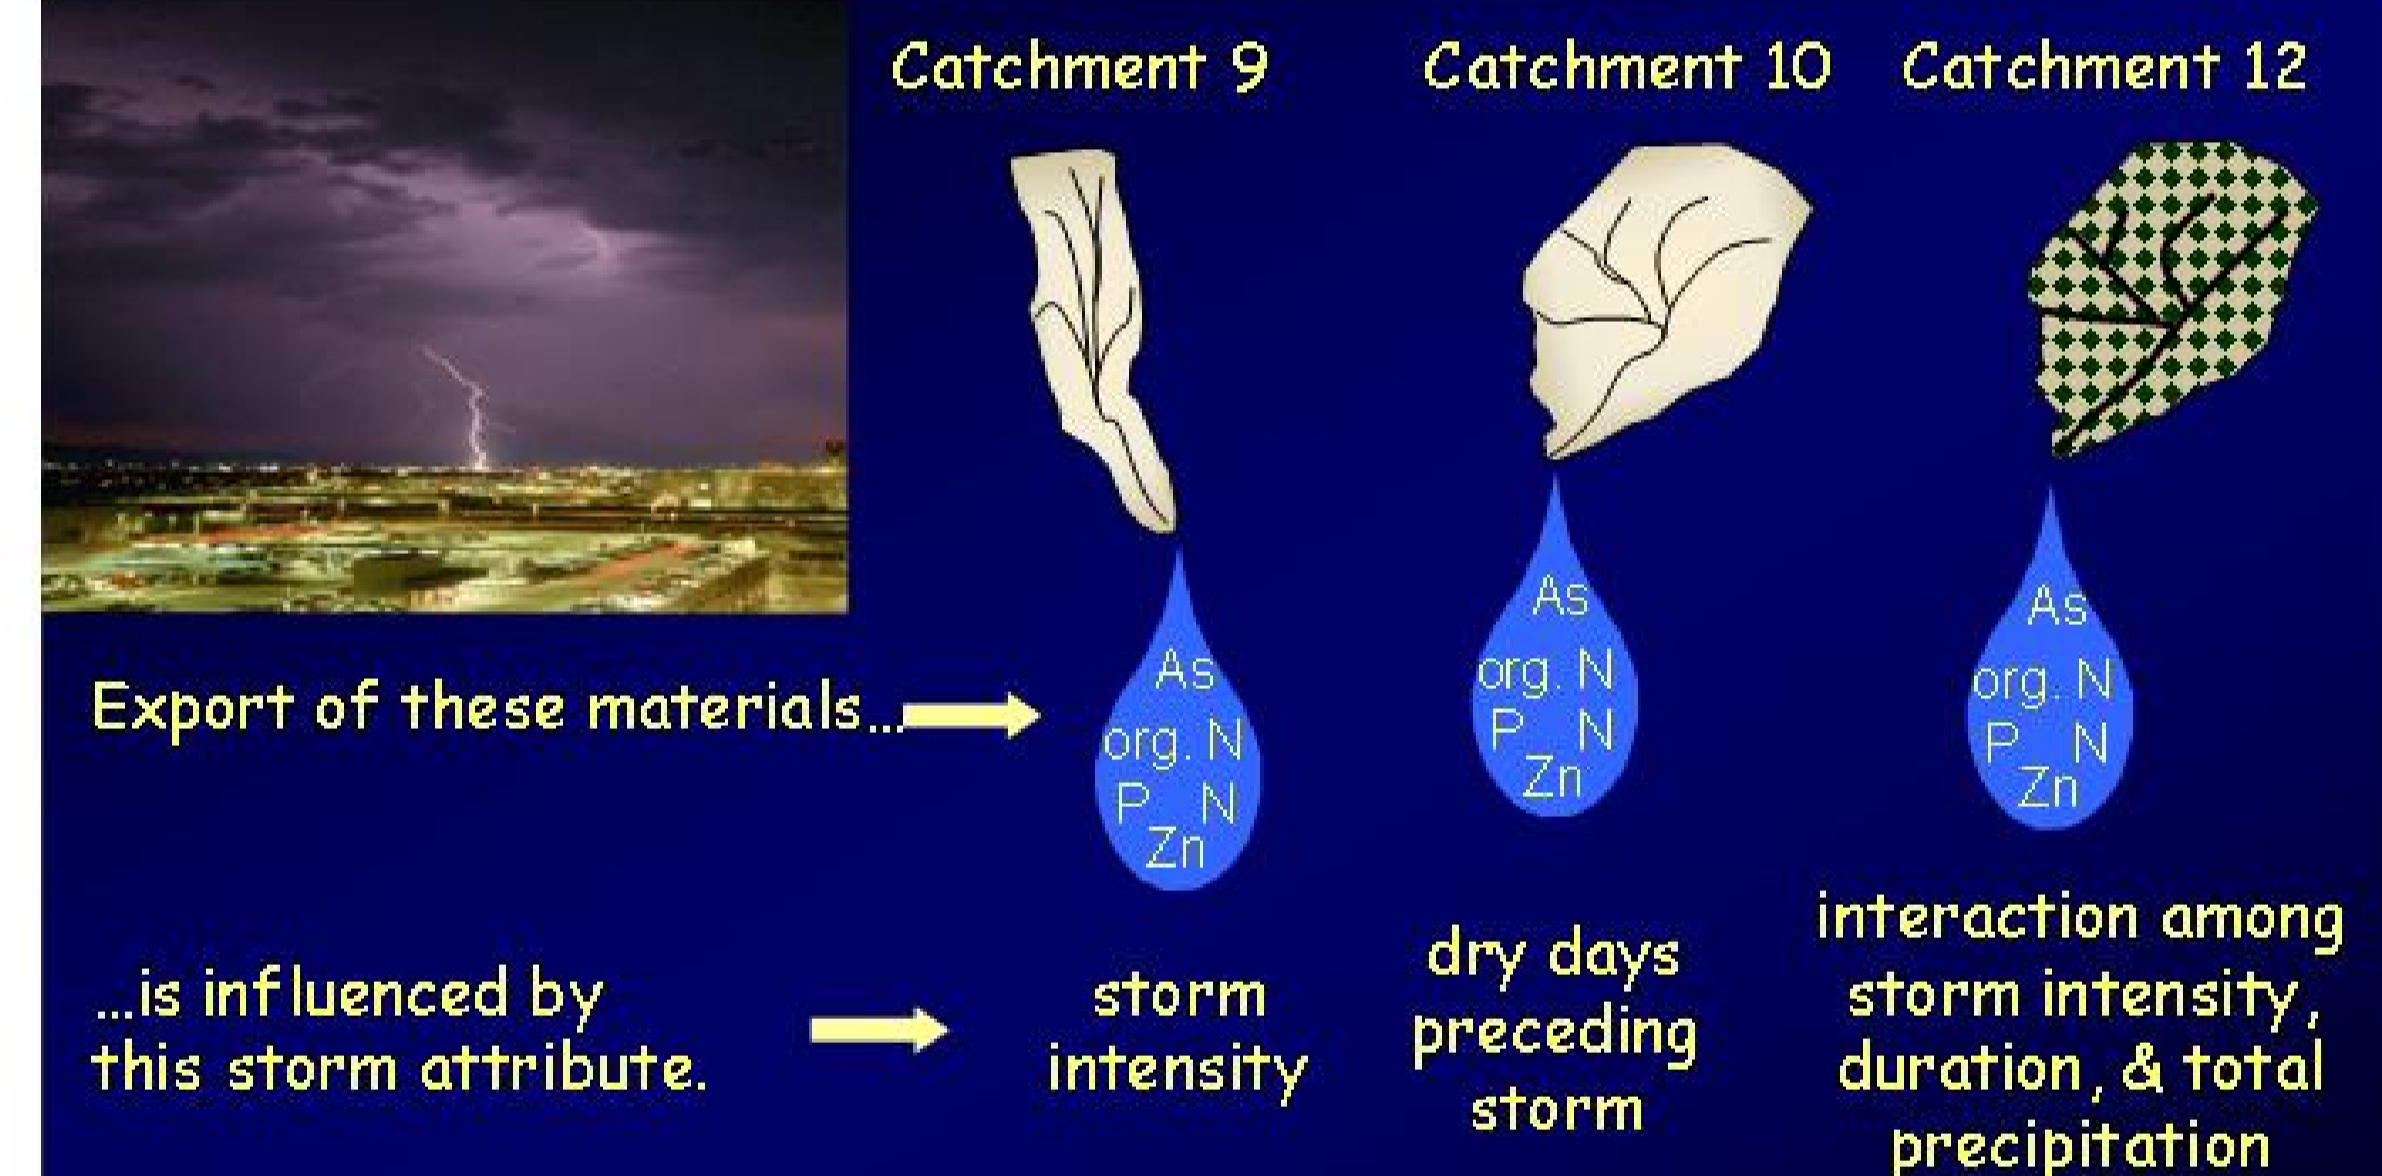 Catchment 9
Catchment 10
Catchment 12
As
org. N
P N
Zn
As
org. N
P N
Zn
As
org. N
P N
Zn
Export of these materials...
...is influenced by
this storm attribute.
storm
intensity
dry days
preceding
storm
interaction among
storm intensity,
duration, & total
precipitation